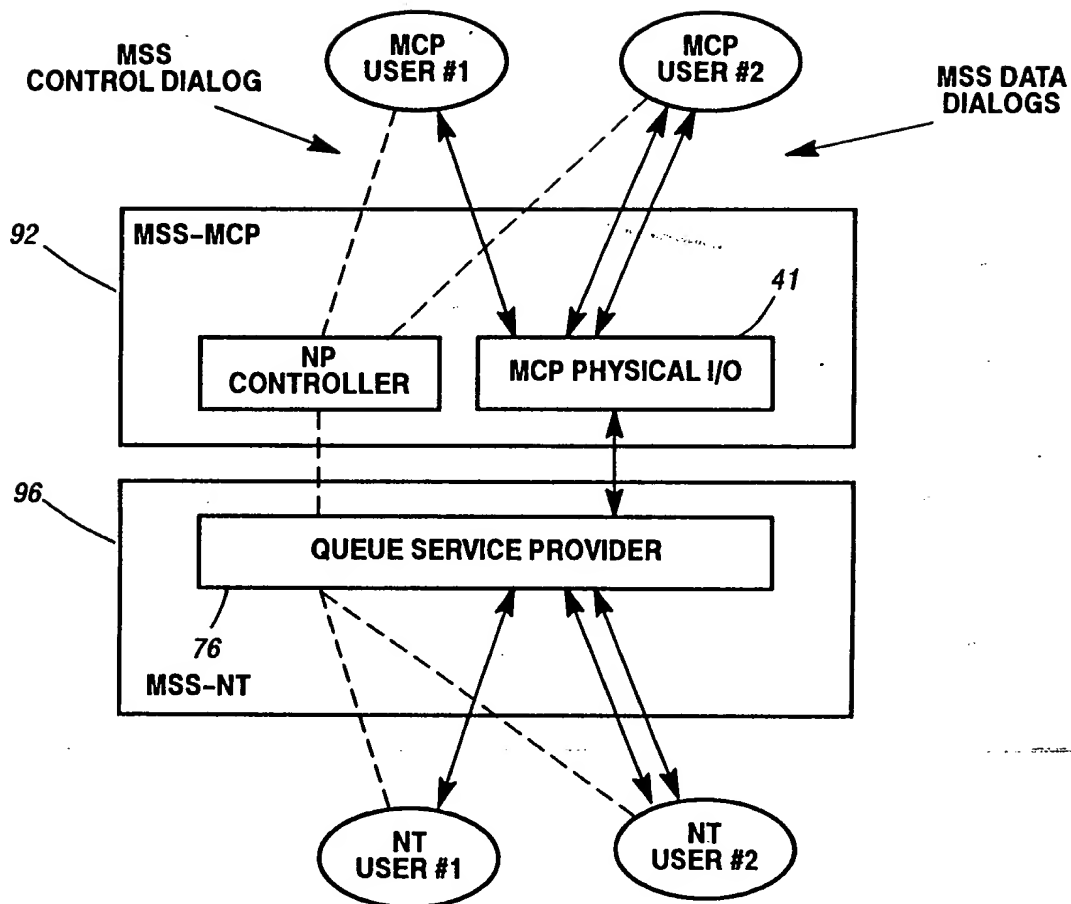 MSS
CONTROL DIALOG
MCP
USER #1
MCP
USER #2
MSS DATA
DIALOGS
92
MSS-MCP
41
NP
CONTROLLER
MCP PHYSICAL I/O
96
QUEUE SERVICE PROVIDER
76
MSS-NT
NT
USER #1
NT
USER #2